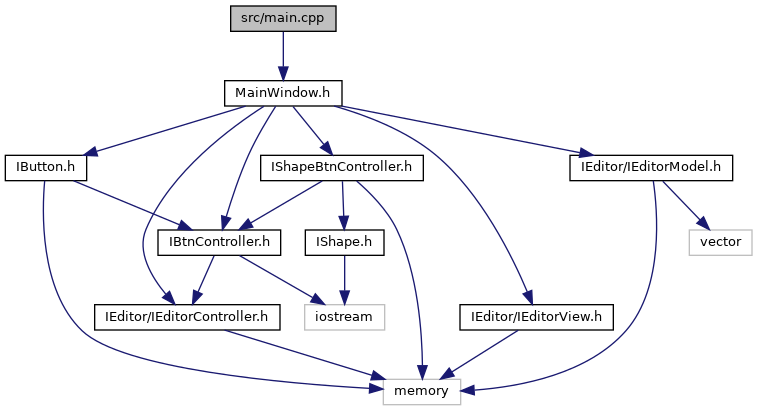 src/main.cpp
MainWindow.h
IButton.h
IShapeBtnController.h
IEditor/IEditorModel.h
IBtnController.h
IShape.h
vector
IEditor/IEditorController.h
iostream
IEditor/IEditorView.h
memory